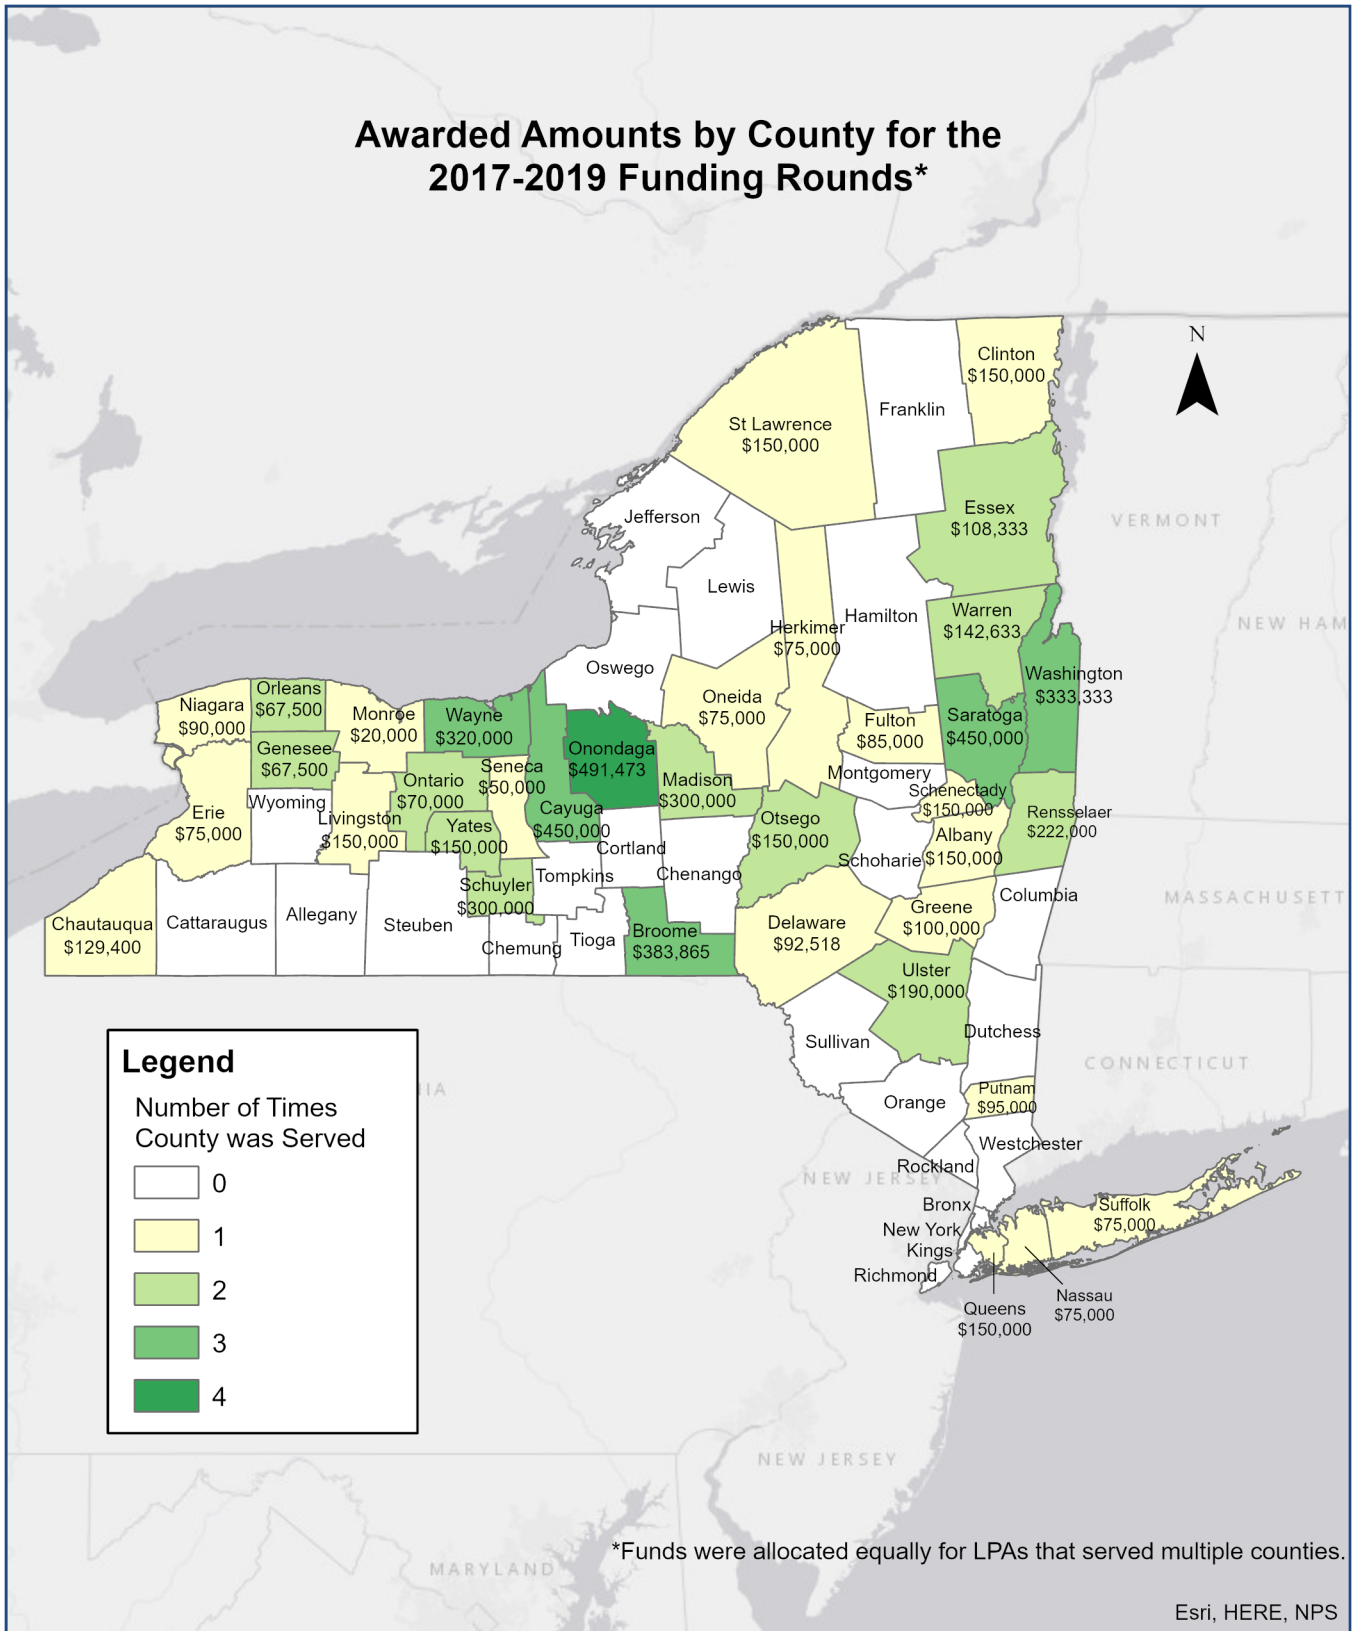 Awarded Amounts by County for the
2017-2019 Funding Rounds*
N
Clinton
$150,000
Franklin
St Lawrence
$150,000
Essex
$108,333
VERMONT
Jefferson
Lewis
Hamilton
Warren
$142,633
NEW HAM
Herkimer
$75,000
Oswego
Washington
$333,333
Orleans
$67,500
Niagara
$90,000
Monroe
$20,000
Wayne
$320,000
Oneida
$75,000
Fulton
$85,000
Saratoga
$450,000
Genesee
$67,500
Onondaga
$491,473
Seneca
$50,000
Ontario
$70,000
Madison
$300,000
Montgomery
Schenectady
$150,000
Wyoming
Erie
$75,000
Livingston
$150,000
Yates
$150,000
Cayuga
$450,000
Otsego
$150,000
Rensselaer
$222,000
Albany
$150,000
Cortland
Schoharie
Chenango
Tompkins
Schuyler
$300,000
Columbia
MASSACHUSETT
Chautauqua
$129,400
Cattaraugus
Allegany
Steuben
Chemung
Tioga
Broome
$383,865
Delaware
$92,518
Greene
$100,000
Ulster
$190,000
Sullivan
Dutchess
CONNECTICUT
Putnam
$95,000
Orange
Westchester
Rockland
NEW JERSEY
Bronx
New York
Kings
Richmond
Suffolk
$75,000
Nassau
$75,000
Queens
$150,000
IA
Legend
Number of Times
County was Served
0
1
2
3
4
NEW JERSEY
MARYLAND
*Funds were allocated equally for LPAs that served multiple counties.
Esri, HERE, NPS